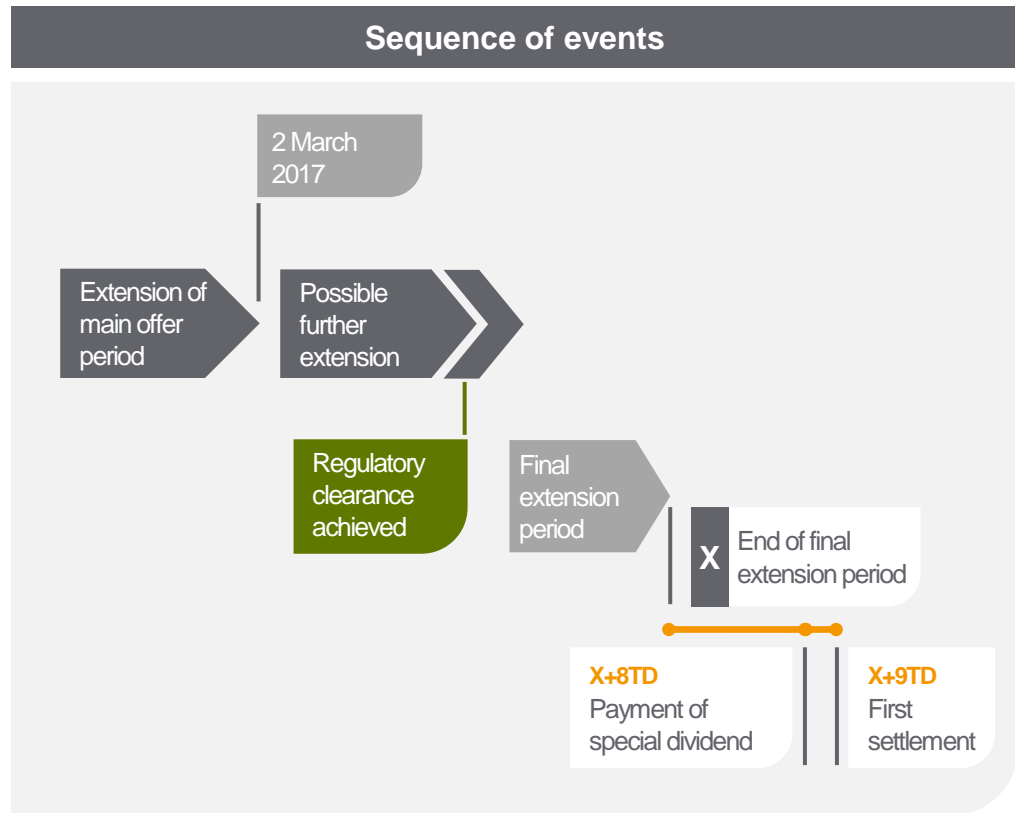 Sequence of events
2 March
2017
Extension of
main offer
period
Possible
further
extension
Regulatory
clearance
achieved
Final
extension
period
X
End of final
extension period
X+8TD
Payment of
special dividend
X+9TD
First
settlement